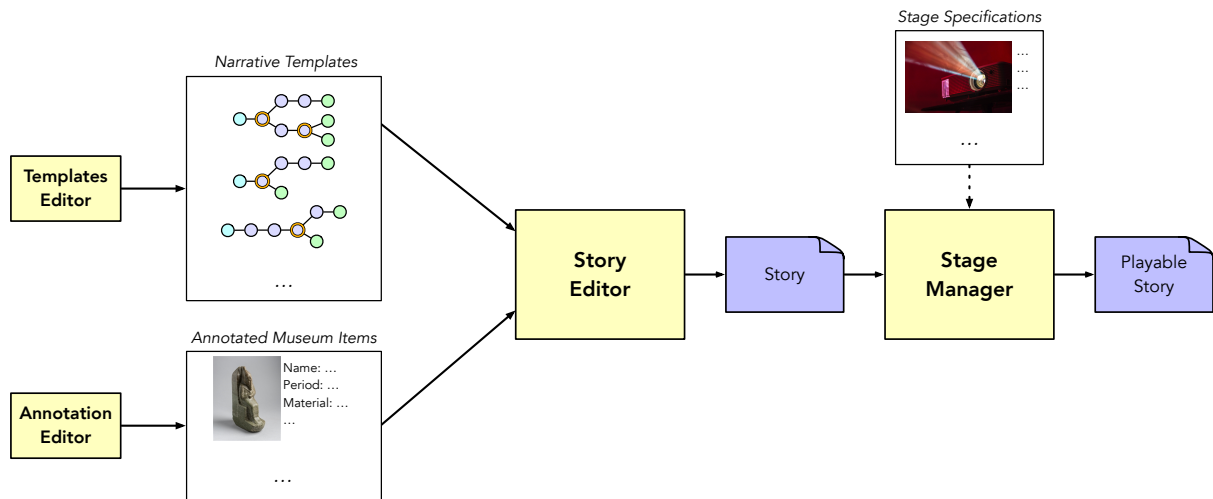 Stage Specifications
…
…
…
…
Narrative Templates
…
Templates
Editor
Story
Editor
Story
Stage
Manager
Playable
Story
Annotated Museum Items
Name: …
Period: …
Material: …
…
…
Annotation
Editor